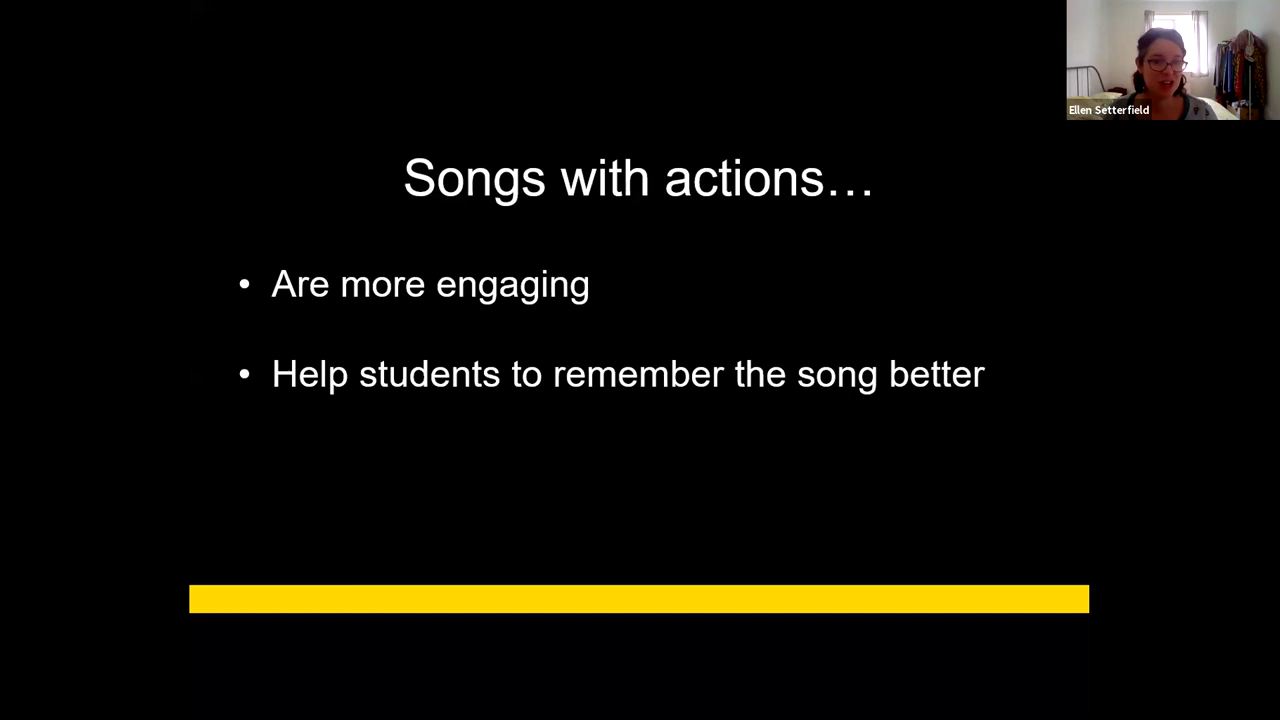 Ellen Setterfield
Songs with actions…
• Are more engaging
• Help students to remember the song better